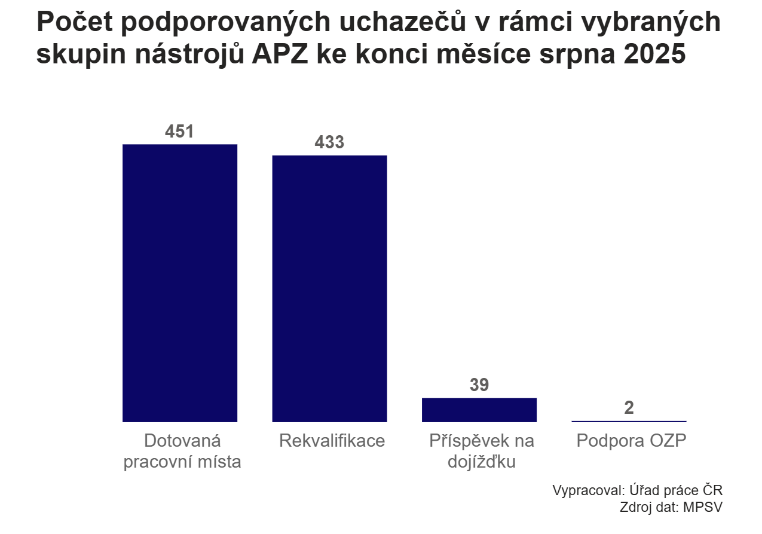 Počet podporovaných uchazečů v rámci vybraných
skupin nástrojů APZ ke konci měsíce srpna 2025
451
433
39
2
Dotovaná
pracovní místa
Rekvalifikace
Příspěvek na
dojížďku
Podpora OZP
Vypracoval: Úřad práce ČR
Zdroj dat: MPSV